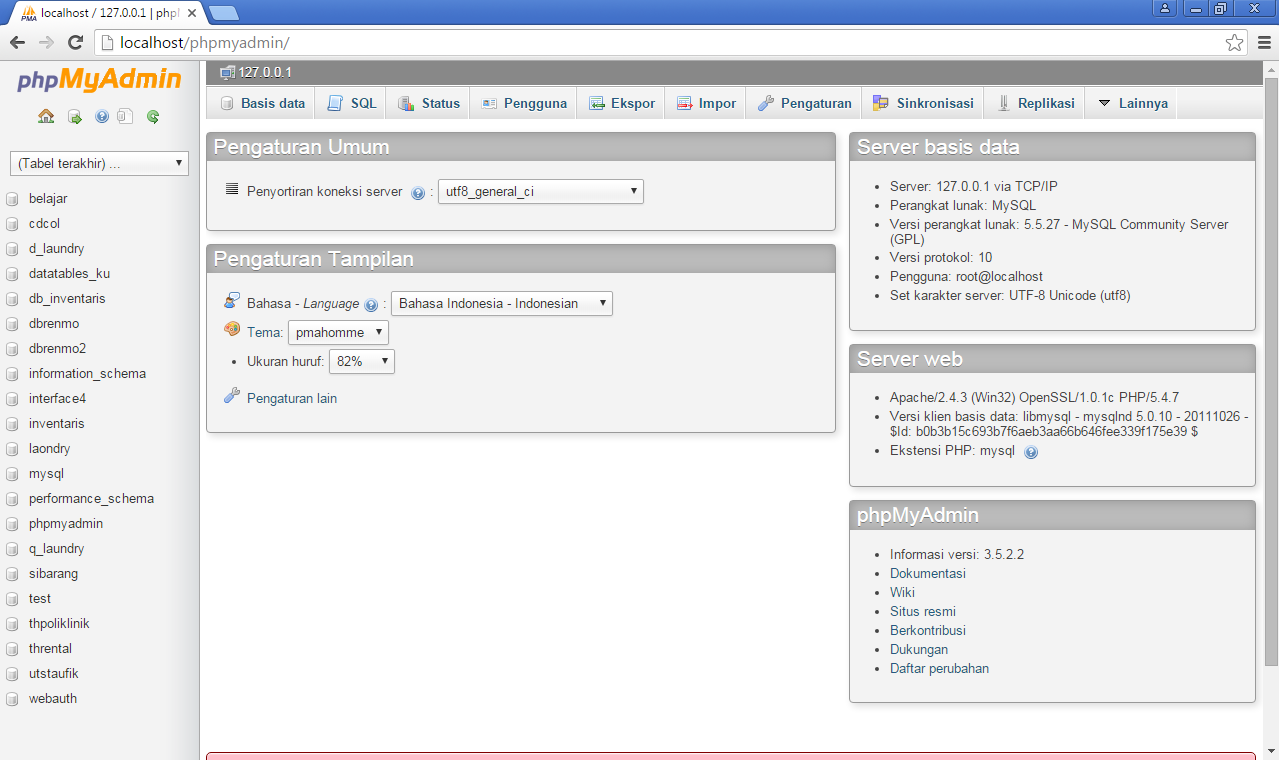 localhost / 127.0.0.1 | phpM
localhost/phpmyadmin/
phpMyAdmin
(Tabel terakhir) ...
belajar
cdcol
d_laundry
datatables_ku
db_inventaris
dbrenmo
dbrenmo2
information_schema
interface4
inventaris
laondry
mysql
performance_schema
phpmyadmin
q_laundry
sibarang
test
thpoliklinik
thrental
utstaufik
webauth
127.0.0.1
Basis data SQL Status Pengguna Ekspor Impor Pengaturan Sinkronisasi Replikasi Lainnya
Pengaturan Umum
Penyortiran koneksi server : utf8_general_ci
Pengaturan Tampilan
Bahasa - Language : Bahasa Indonesia - Indonesian
Tema: pmahomme
• Ukuran huruf: 82%
Pengaturan lain
Server basis data
• Server: 127.0.0.1 via TCP/IP
• Perangkat lunak: MySQL
• Versi perangkat lunak: 5.5.27 - MySQL Community Server
(GPL)
• Versi protokol: 10
• Pengguna: root@localhost
• Set karakter server: UTF-8 Unicode (utf8)
Server web
• Apache/2.4.3 (Win32) OpenSSL/1.0.1c PHP/5.4.7
• Versi klien basis data: libmysql - mysqlnd 5.0.10 - 20111026 -
$Id: b0b3b15c693b7f6aeb3aa66b646fee339f175e39 $
• Ekstensi PHP: mysql
phpMyAdmin
• Informasi versi: 3.5.2.2
• Dokumentasi
• Wiki
• Situs resmi
• Berkontribusi
• Dukungan
• Daftar perubahan